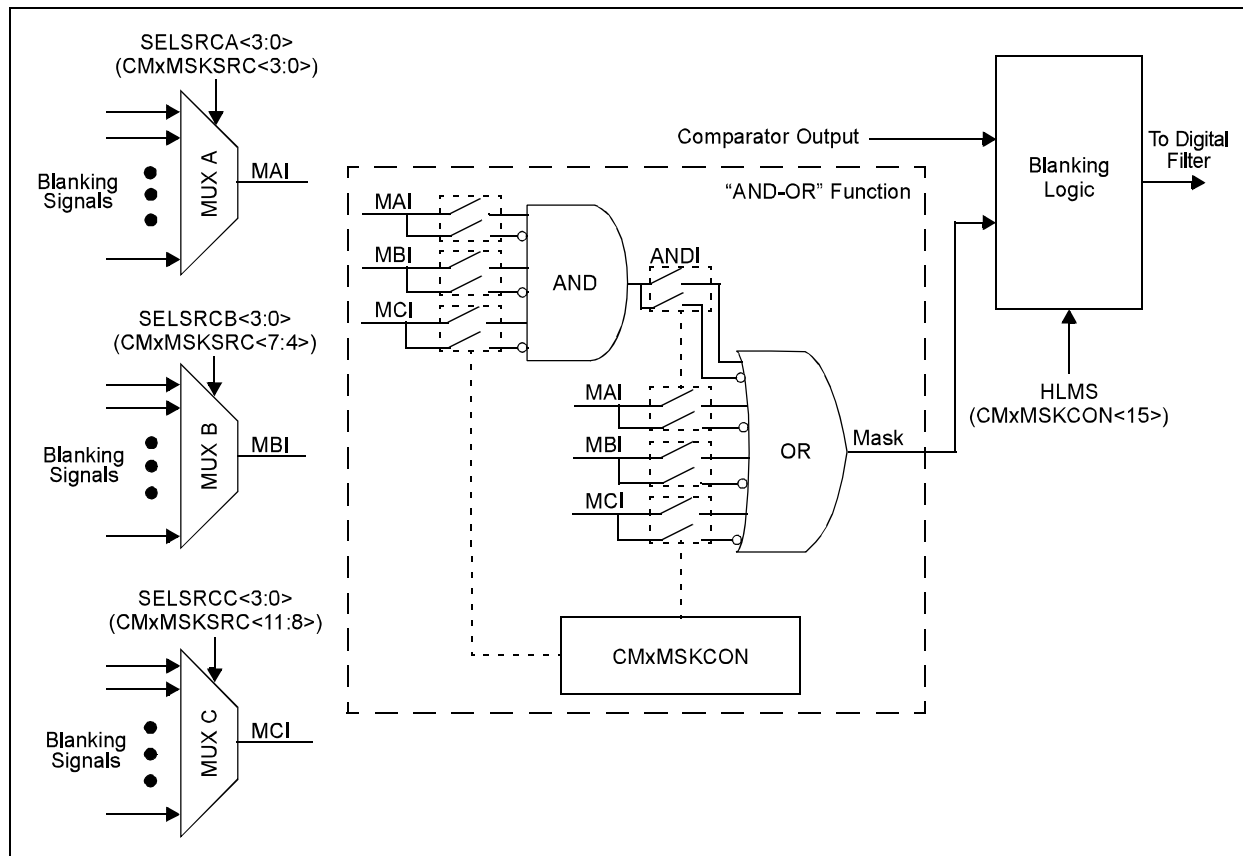 SELSRCA<3:0>
(CMxMSKSRC<3:0>)
Blanking
Signals
MUX A
MAI
SELSRCB<3:0>
(CMxMSKSRC<7:4>)
Blanking
Signals
MUX B
MBI
SELSRCC<3:0>
(CMxMSKSRC<11:8>)
Blanking
Signals
MUX C
MCI
“AND-OR” Function
MAI
MBI
MCI
AND
ANDI
MAI
MBI
MCI
OR
Mask
CMxMSKCON
Comparator Output
Blanking
Logic
To Digital
Filter
HLMS
(CMxMSKCON<15>)